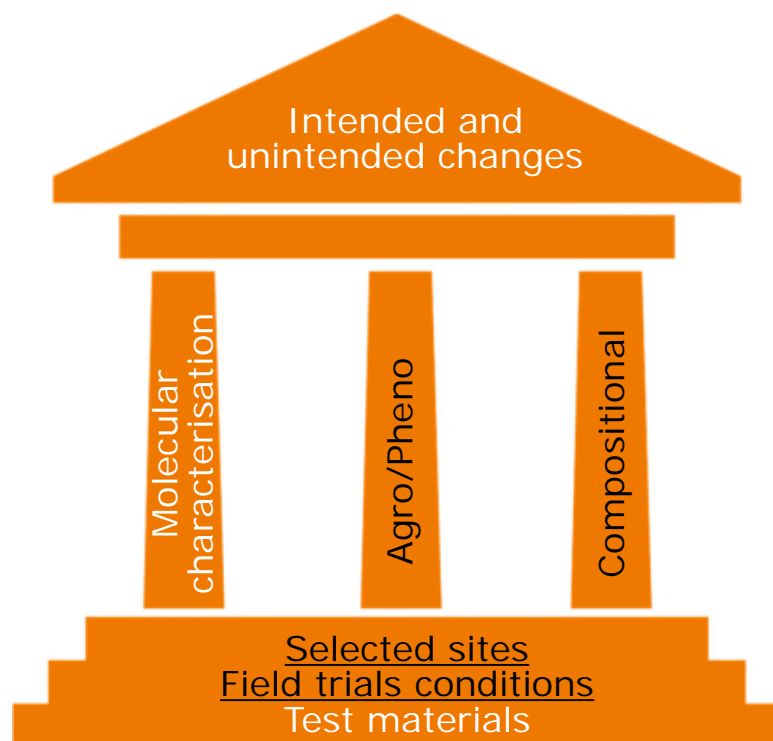 Intended and
unintended changes
Molecular
characterisation
Agro/Pheno
Compositional
Selected sites
Field trials conditions
Test materials